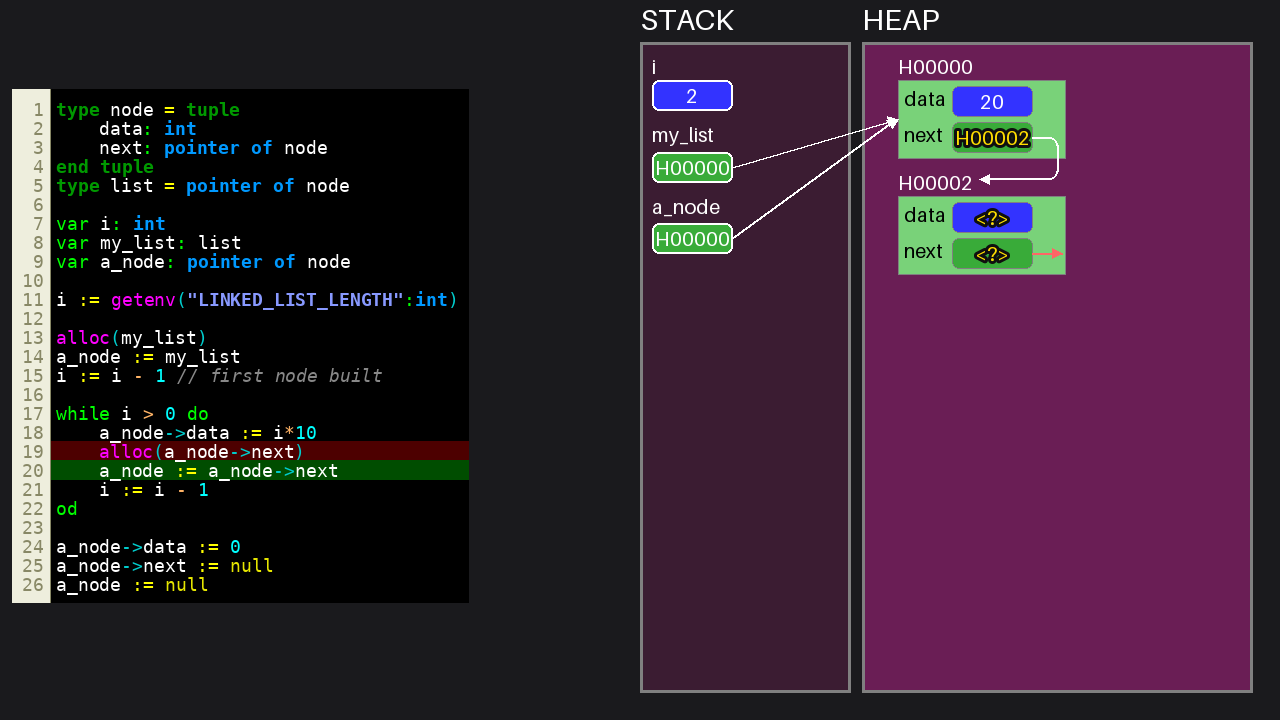 1 type node = tuple
2 data: int
3 next: pointer of node
4 end tuple
5 type list = pointer of node
6
7 var i: int
8 var my_list: list
9 var a_node: pointer of node
10
11 i := getenv("LINKED_LIST_LENGTH":int)
12
13 alloc(my_list)
14 a_node := my_list
15 i := i - 1 // first node built
16
17 while i > 0 do
18 a_node->data := i*10
19 alloc(a_node->next)
20 a_node := a_node->next
21 i := i - 1
22 od
23
24 a_node->data := 0
25 a_node->next := null
26 a_node := null
STACK
i
2
my_list
H00000
a_node
H00000
HEAP
H00000
data 20
next H00002
H00002
data <?>
next <?>